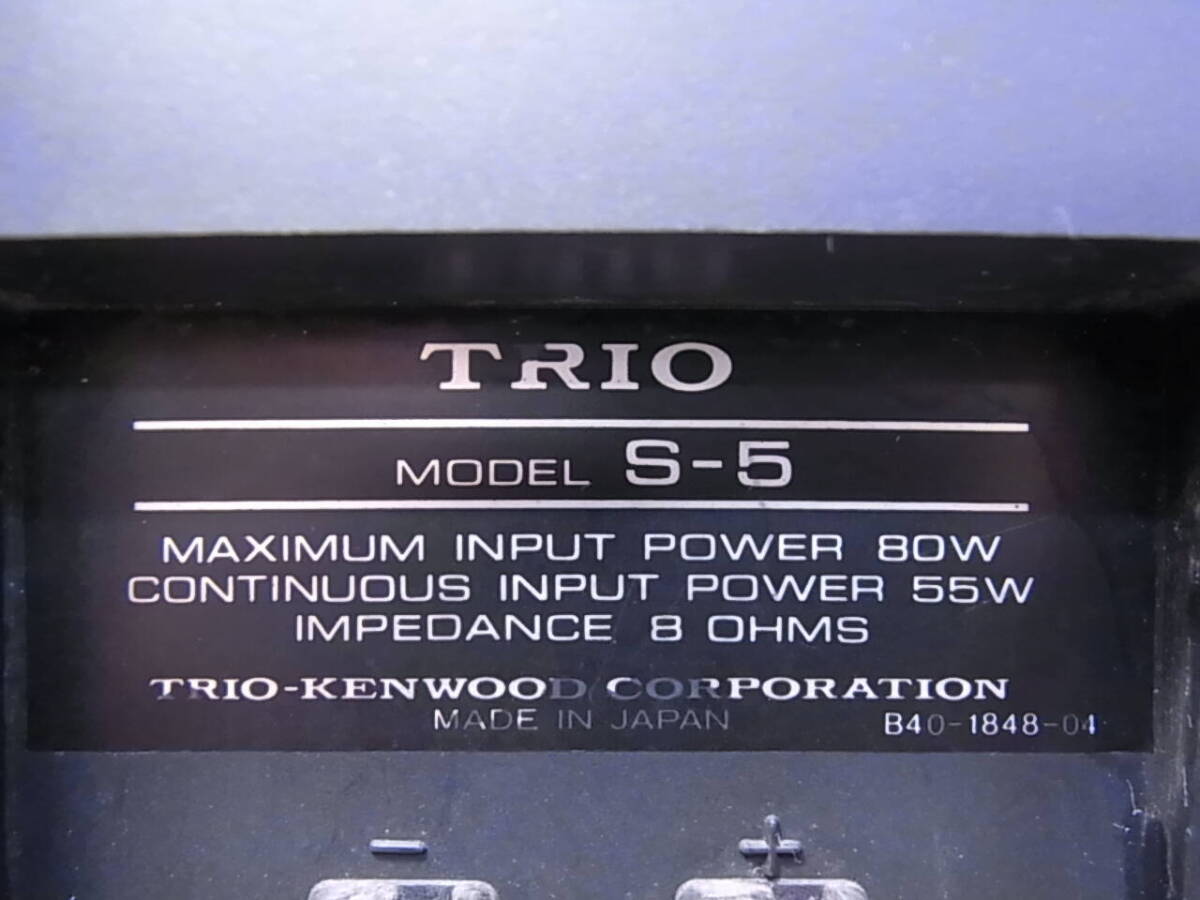 TRIO
MODEL S-5
MAXIMUM INPUT POWER 80W
CONTINUOUS INPUT POWER 55W
IMPEDANCE 8 OHMS
TRIO-KENWOOD CORPORATION
MADE IN JAPAN B40-1848-04
- +